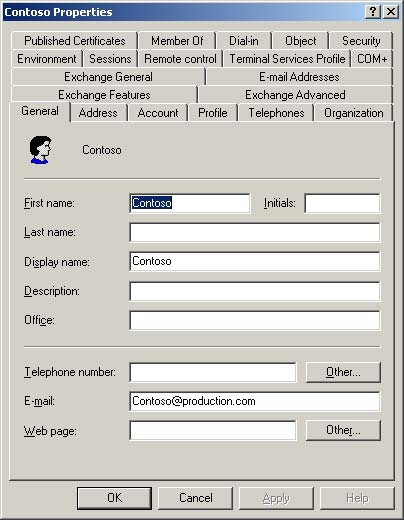 Contoso Properties
Published Certificates Member Of Dial-in Object Security
Environment Sessions Remote control Terminal Services Profile COM+
Exchange General E-mail Addresses
Exchange Features Exchange Advanced
General Address Account Profile Telephones Organization
Contoso
First name: Contoso Initials:
Last name:
Display name: Contoso
Description:
Office:
Telephone number: Other...
E-mail: Contoso@production.com
Web page: Other...
OK Cancel Apply Help